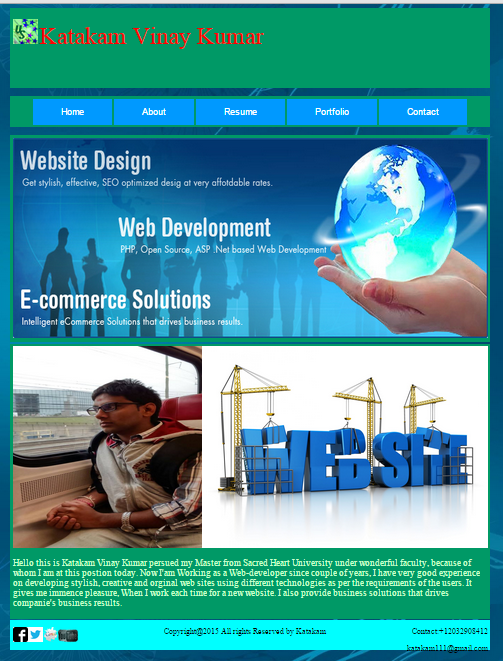 Katakam Vinay Kumar
Home About Resume Portfolio Contact
Website Design
Get stylish, effective, SEO optimized desig at very affotdable rates.
Web Development
PHP, Open Source, ASP .Net based Web Development
E-commerce Solutions
Intelligent eCommerce Solutions that drives business results.
WEB SITE
Hello this is Katakam Vinay Kumar persued my Master from Sacred Heart University under wonderful faculty, because of
whom I am at this postion today. Now I'am Working as a Web-developer since couple of years, I have very good experience
on developing stylish, creative and orginal web sites using different technologies as per the requirements of the users. It
gives me immence pleasure, When I work each time for a new website. I also provide business solutions that drives
companie's business results.
Copyright@2015 All rights Reserved by Katakam
Contact:+12032908412
katakam111@gmail.com